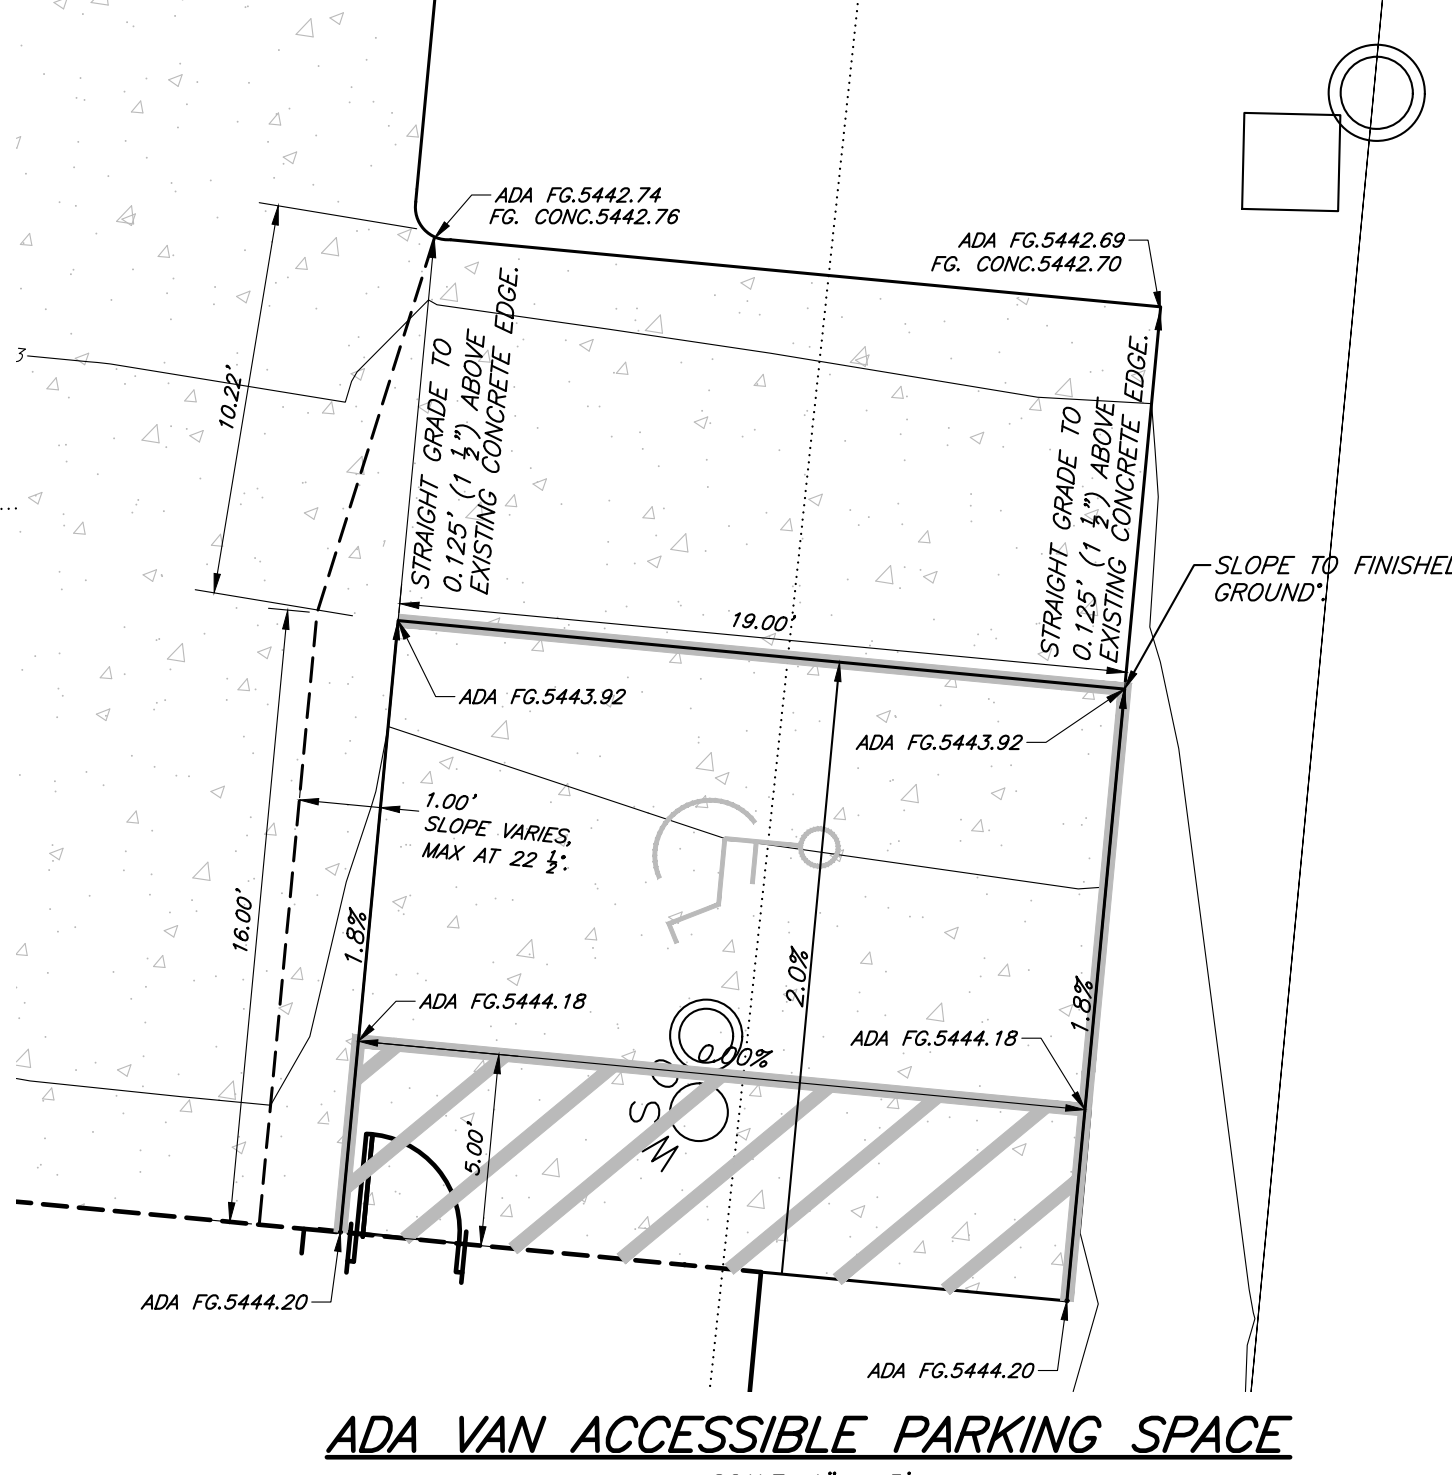 ADA FG.5442.74
FG. CONC.5442.76
ADA FG.5442.69
FG. CONC.5442.70
3
10.22'
STRAIGHT GRADE TO
0.125' (1 ½") ABOVE
EXISTING CONCRETE EDGE.
STRAIGHT GRADE TO
0.125' (1 ½") ABOVE
EXISTING CONCRETE EDGE.
SLOPE TO FINISHED
GROUND.
19.00'
ADA FG.5443.92
ADA FG.5443.92
1.00'
SLOPE VARIES,
MAX AT 22 ½°.
16.00'
1.8%
2.0%
1.8%
ADA FG.5444.18
ADA FG.5444.18
0.00%
5.00'
W S O
ADA FG.5444.20
ADA FG.5444.20
ADA VAN ACCESSIBLE PARKING SPACE